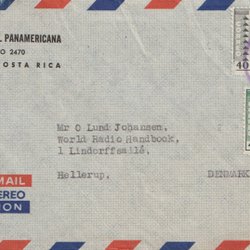 L PANAMERICANA
O 2470
OSTA RICA
40
Mr O Lund Johansen,
World Radio Handbook,
1 Lindorffsallé,
Hellerup.
DENMARK
MAIL
EREO
ION